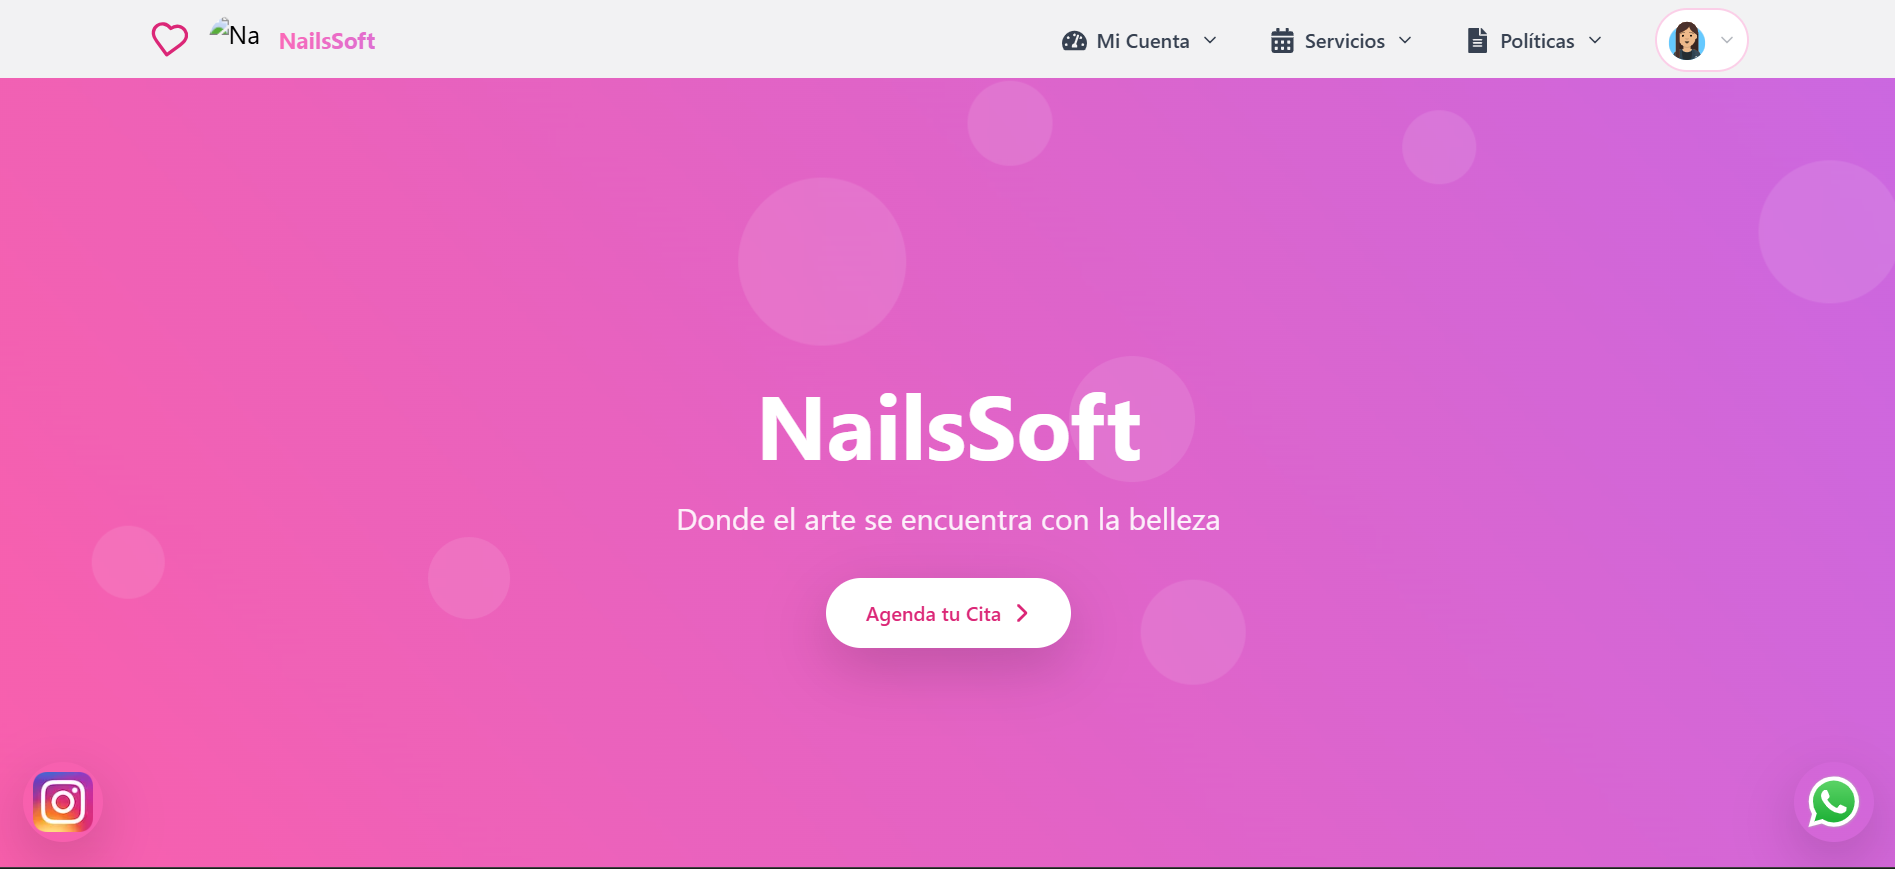 Na NailsSoft Mi Cuenta Servicios Políticas
NailsSoft
Donde el arte se encuentra con la belleza
Agenda tu Cita